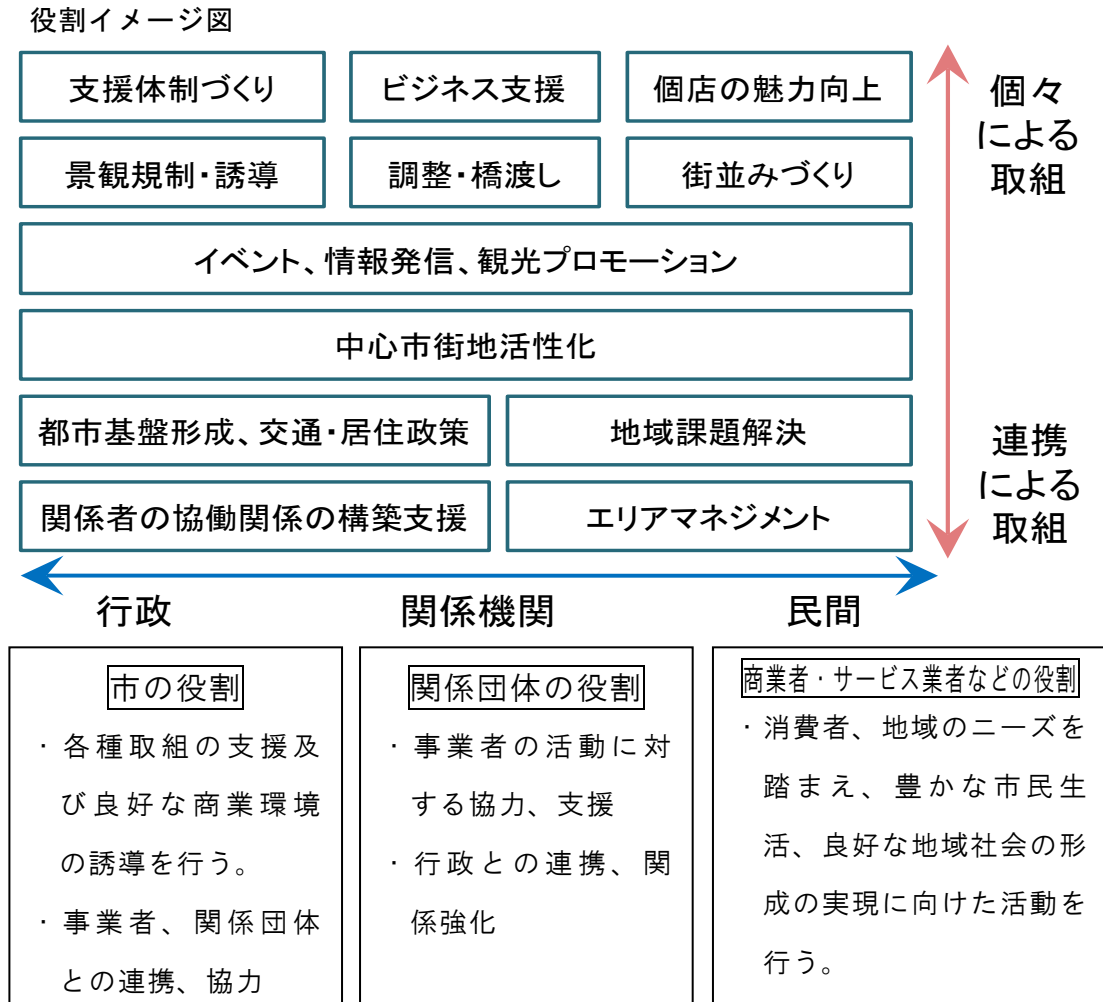 役割イメージ図
支援体制づくり
ビジネス支援
個店の魅力向上
景観規制・誘導
調整・橋渡し
街並みづくり
イベント、情報発信、観光プロモーション
中心市街地活性化
都市基盤形成、交通・居住政策
地域課題解決
関係者の協働関係の構築支援
エリアマネジメント
個々
による
取組
連携
による
取組
行政
関係機関
民間
市の役割
・各種取組の支援及
び良好な商業環境
の誘導を行う。
・事業者、関係団体
との連携、協力
関係団体の役割
・事業者の活動に対
する協力、支援
・行政との連携、関
係強化
商業者・サービス業者などの役割
・消費者、地域のニーズを
踏まえ、豊かな市民生
活、良好な地域社会の形
成の実現に向けた活動を
行う。